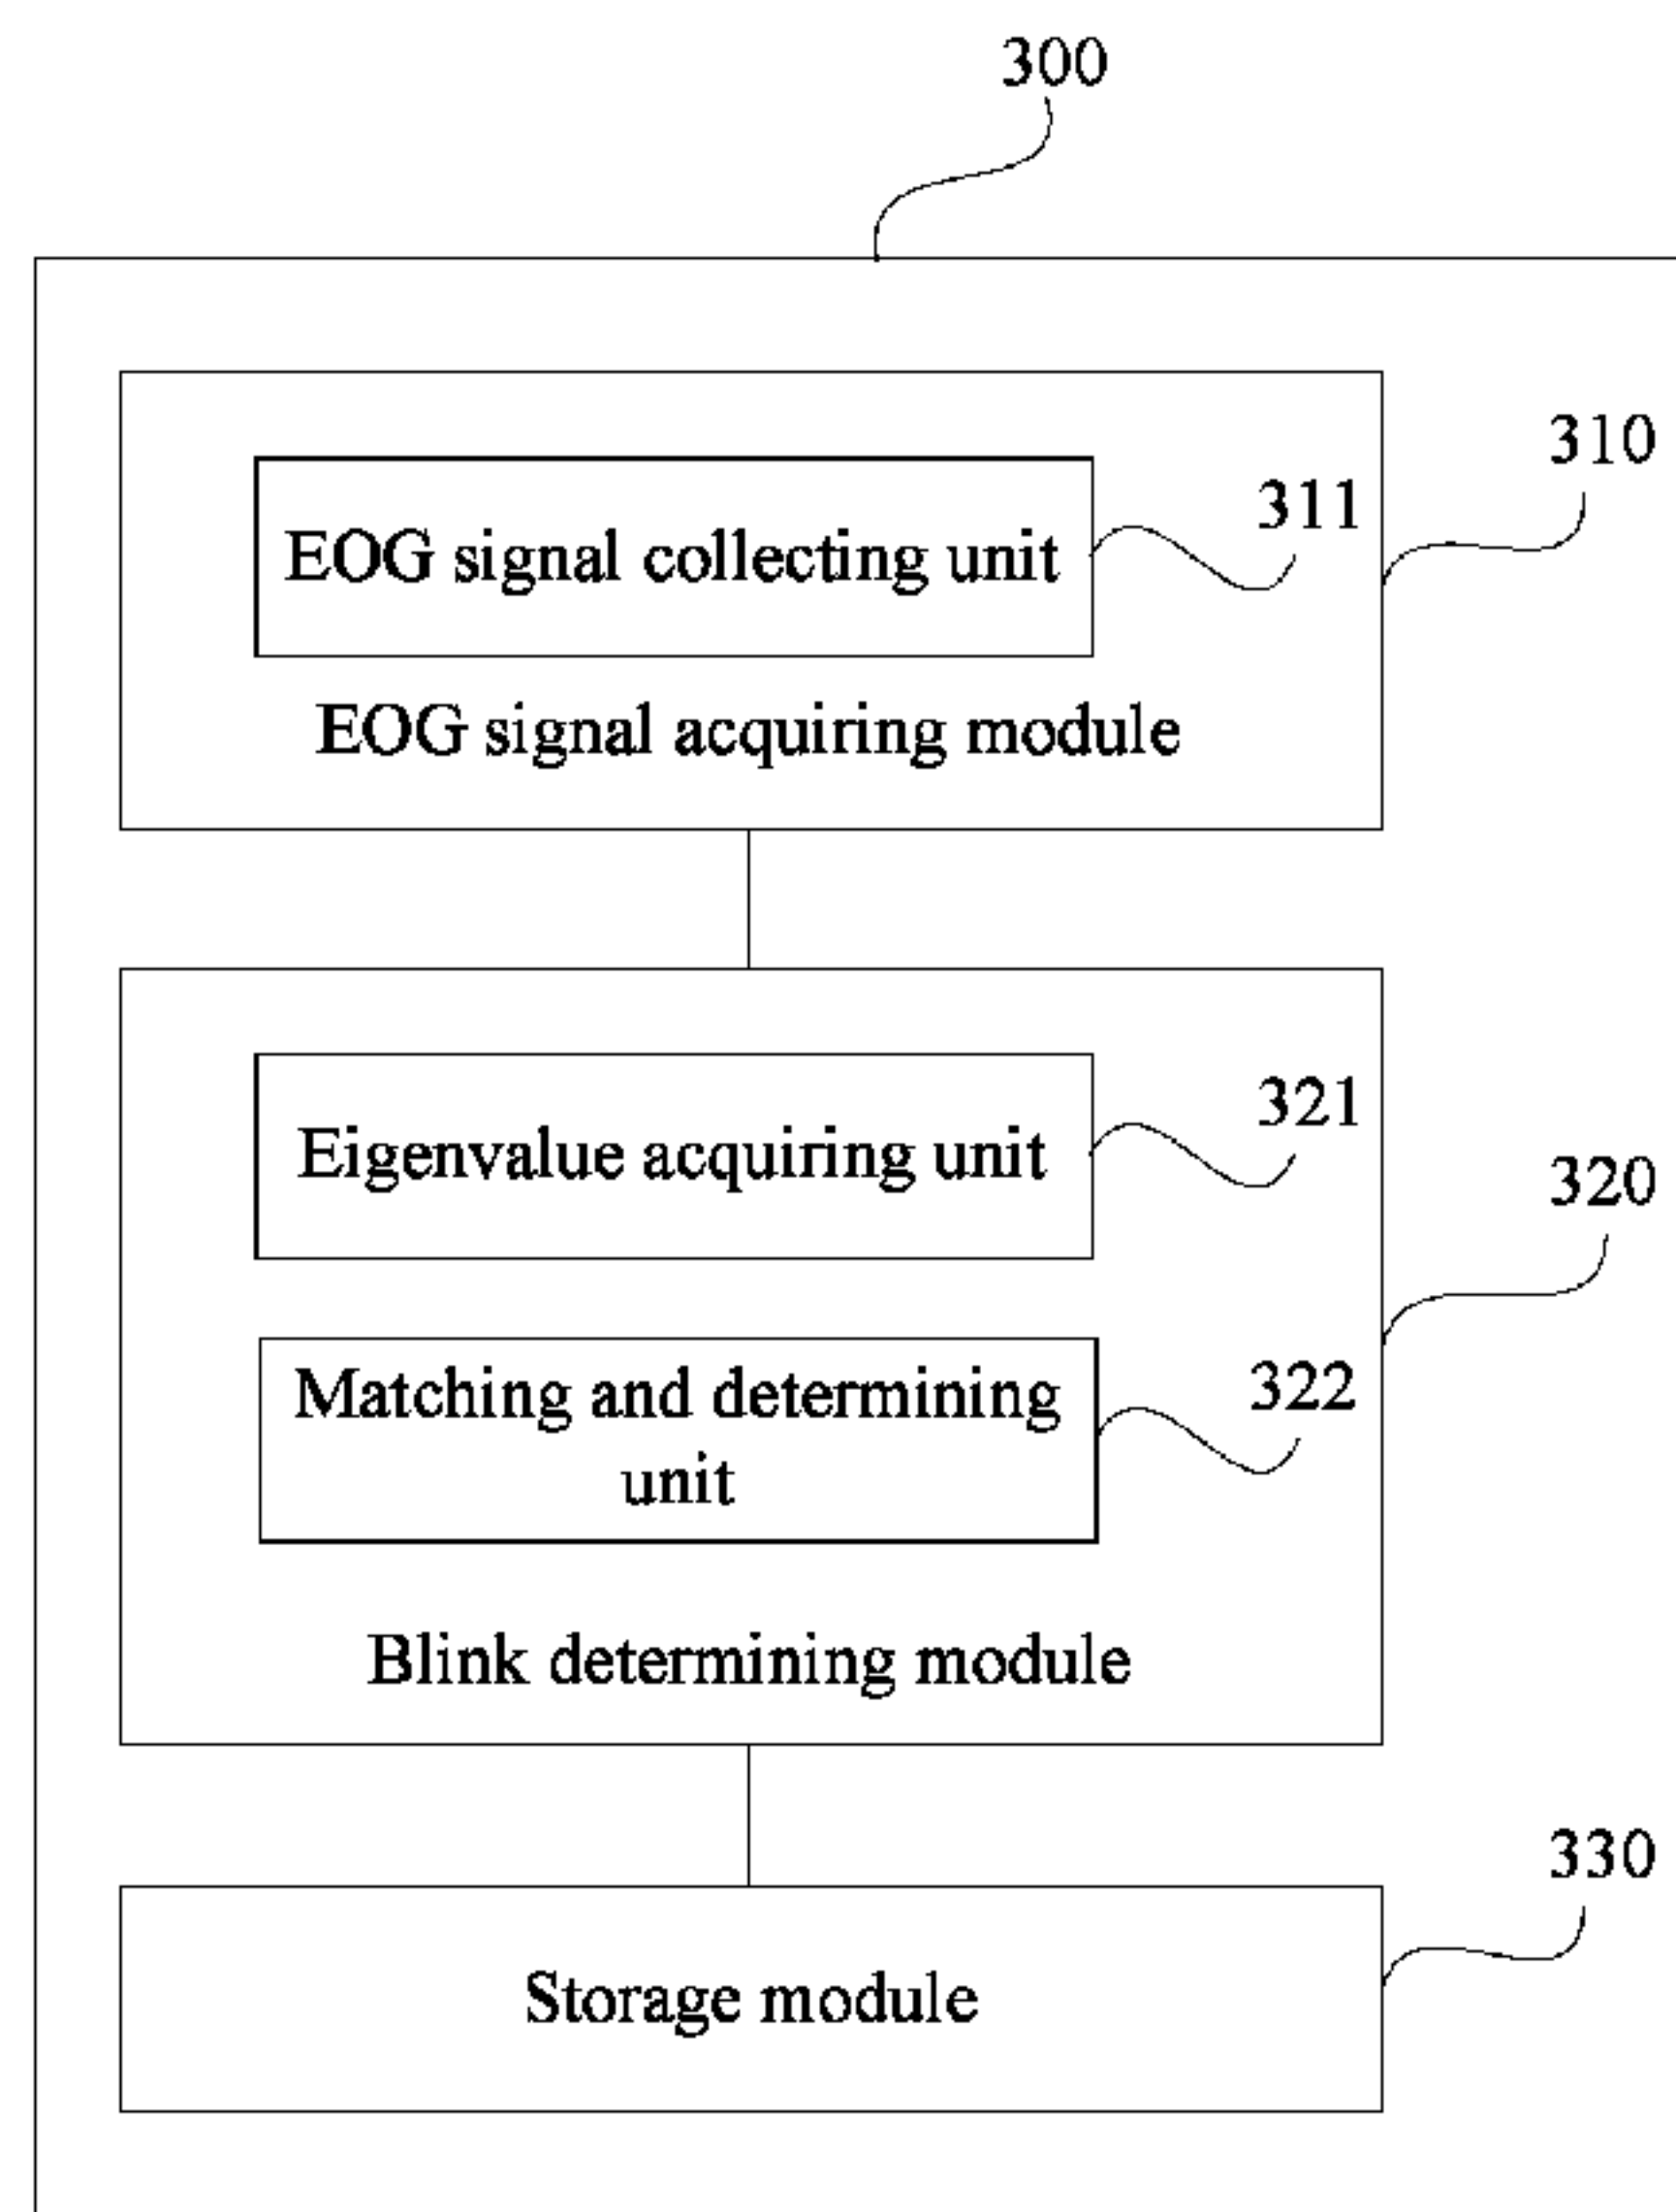 300
310
311
EOG signal collecting unit
EOG signal acquiring module
321
Eigenvalue acquiring unit
320
322
Matching and determining
unit
Blink determining module
330
Storage module